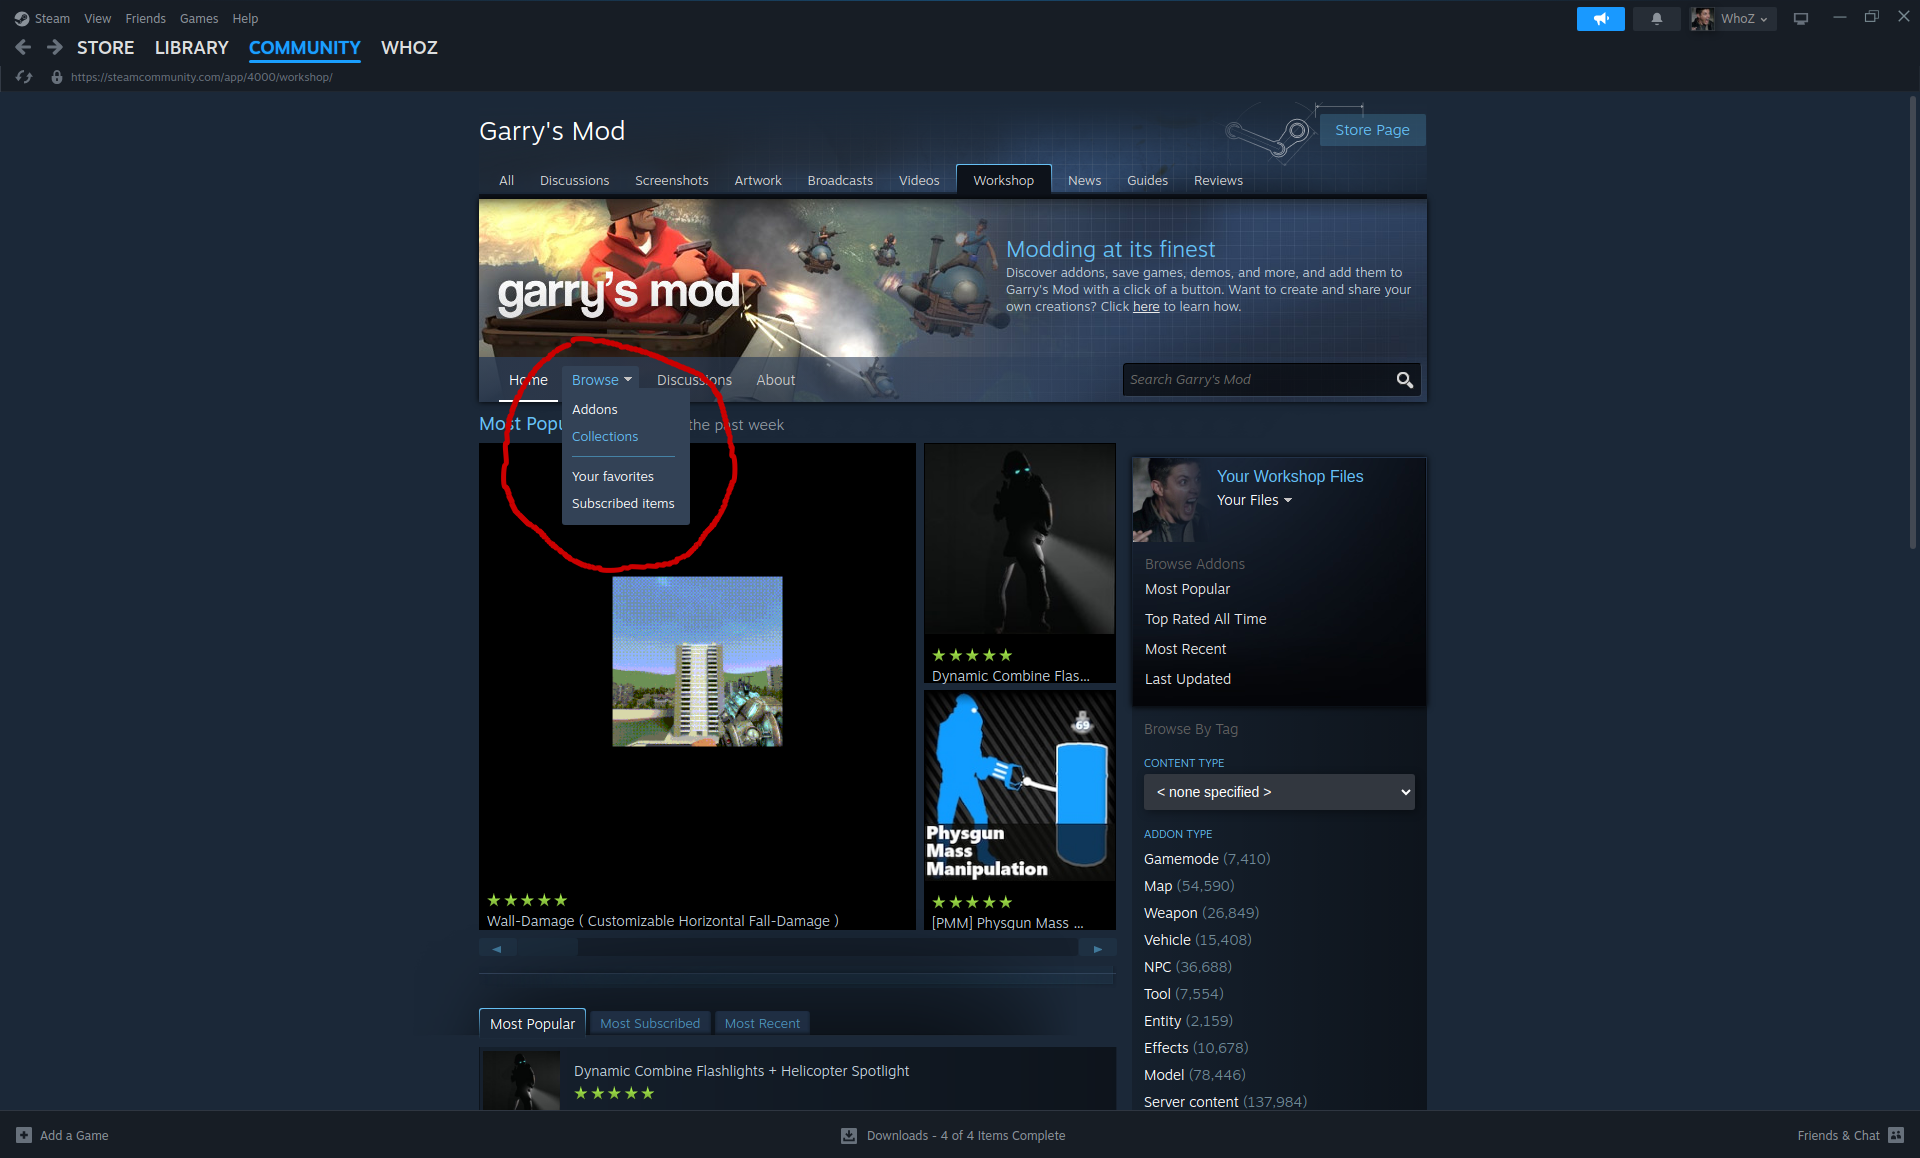 Steam View Friends Games Help
WhoZ
STORE LIBRARY COMMUNITY WHOZ
https://steamcommunity.com/app/4000/workshop/
Garry's Mod
Store Page
All Discussions Screenshots Artwork Broadcasts Videos Workshop News Guides Reviews
garry's mod
Modding at its finest
Discover addons, save games, demos, and more, and add them to
Garry's Mod with a click of a button. Want to create and share your
own creations? Click here to learn how.
Home Browse Discussions About
Search Garry's Mod
Addons
Collections
Your favorites
Subscribed items
Most Popu
the past week
Dynamic Combine Flas...
69
Physgun
Mass
Manipulation
Wall-Damage ( Customizable Horizontal Fall-Damage )
[PMM] Physgun Mass ...
Your Workshop Files
Your Files
Browse Addons
Most Popular
Top Rated All Time
Most Recent
Last Updated
Browse By Tag
CONTENT TYPE
< none specified >
ADDON TYPE
Gamemode (7,410)
Map (54,590)
Weapon (26,849)
Vehicle (15,408)
NPC (36,688)
Tool (7,554)
Entity (2,159)
Effects (10,678)
Model (78,446)
Server content (137,984)
Most Popular Most Subscribed Most Recent
Dynamic Combine Flashlights + Helicopter Spotlight
Add a Game
Downloads - 4 of 4 Items Complete
Friends & Chat